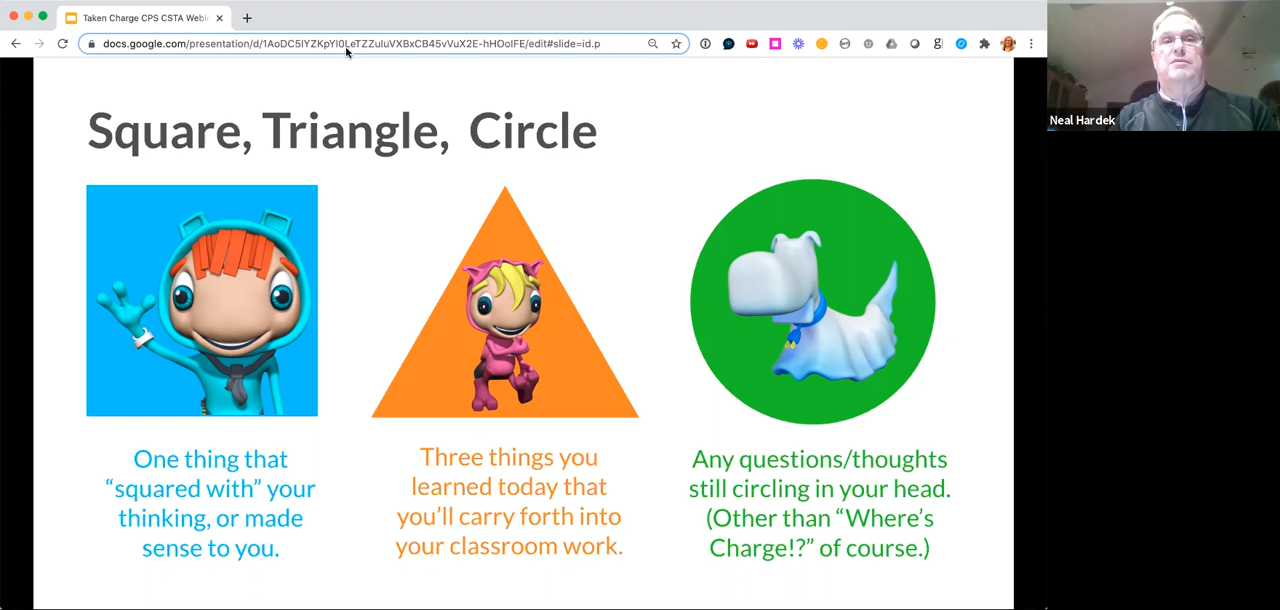 Taken Charge CPS CSTA Webi
docs.google.com/presentation/d/1AoDC5IYZKpYI0LeTZZuIuVXBxCB45vVuX2E-hHOoIFE/edit#slide=id.p
Neal Hardek
Square, Triangle, Circle
One thing that
“squared with” your
thinking, or made
sense to you.
Three things you
learned today that
you’ll carry forth into
your classroom work.
Any questions/thoughts
still circling in your head.
(Other than “Where’s
Charge!?” of course.)